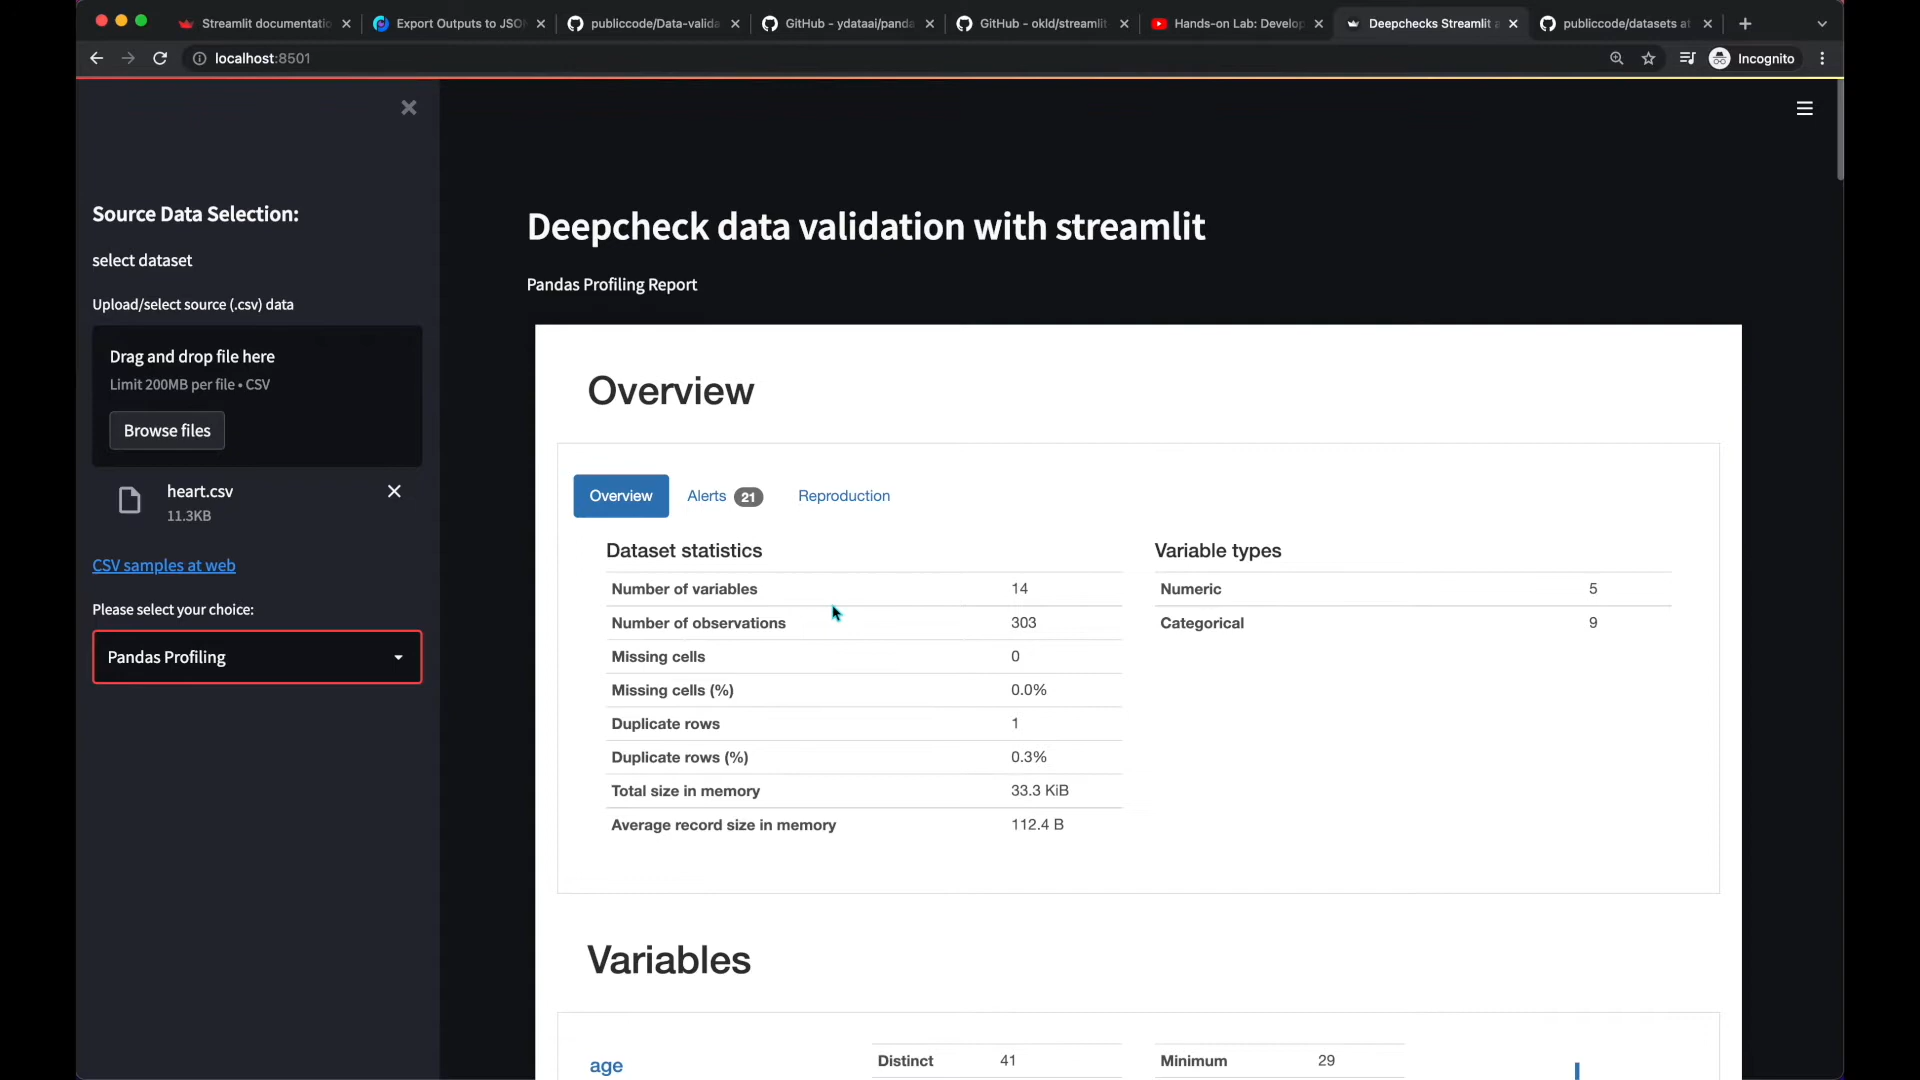 Streamlit documentatio
Export Outputs to JSON
publiccode/Data-valida
GitHub - ydataai/panda
GitHub - okld/streamlit
Hands-on Lab: Develop
Deepchecks Streamlit a
publiccode/datasets at
localhost:8501
Incognito
Source Data Selection:
select dataset
Upload/select source (.csv) data
Drag and drop file here
Limit 200MB per file • CSV
Browse files
heart.csv
11.3KB
CSV samples at web
Please select your choice:
Pandas Profiling
Deepcheck data validation with streamlit
Pandas Profiling Report
Overview
Overview Alerts 21 Reproduction
Dataset statistics
Number of variables 14
Number of observations 303
Missing cells 0
Missing cells (%) 0.0%
Duplicate rows 1
Duplicate rows (%) 0.3%
Total size in memory 33.3 KiB
Average record size in memory 112.4 B
Variable types
Numeric 5
Categorical 9
Variables
age
Distinct 41
Minimum 29